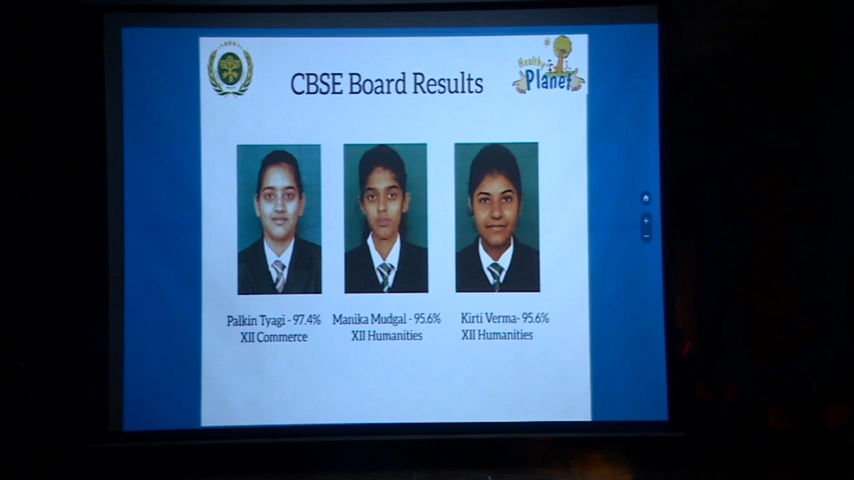 Healthy
Planet
CBSE Board Results
Palkin Tyagi - 97.4%
XII Commerce
Manika Mudgal - 95.6%
XII Humanities
Kirti Verma- 95.6%
XII Humanities